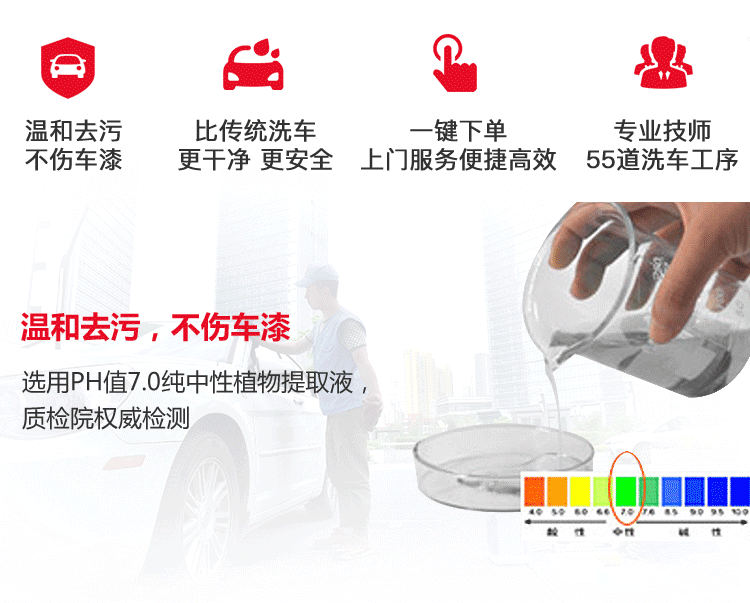 温和去污
不伤车漆
比传统洗车
更干净 更安全
一键下单
上门服务便捷高效
专业技师
55道洗车工序
温和去污，不伤车漆
选用PH值7.0纯中性植物提取液，
质检院权威检测
4.0 5.0 6.0 6.6 7.0 7.6 8.5 9.0 9.5 10.0
酸 性 中性 碱 性